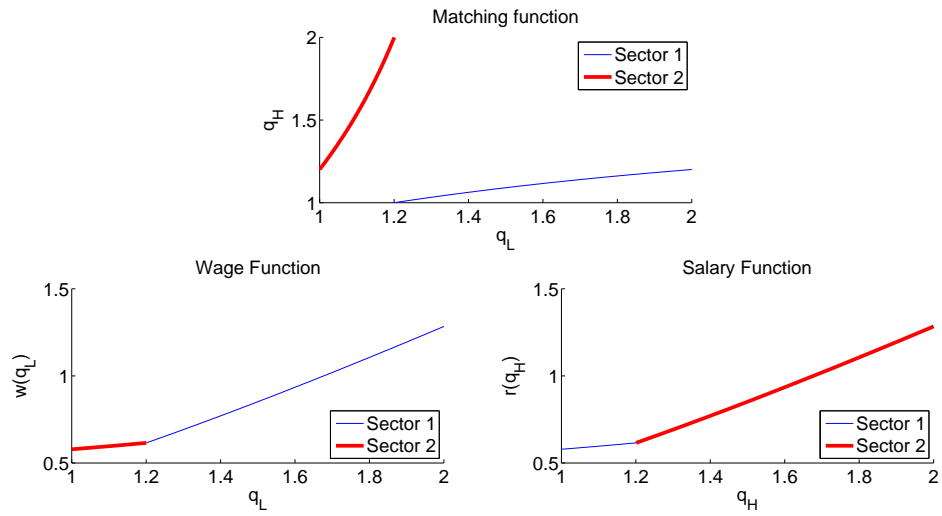 Matching function
2
1.5
1
q_H
1 1.2 1.4 1.6 1.8 2
q_L
Sector 1
Sector 2
Wage Function
1.5
1
0.5
w(q_L)
1 1.2 1.4 1.6 1.8 2
q_L
Sector 1
Sector 2
Salary Function
1.5
1
0.5
r(q_H)
1 1.2 1.4 1.6 1.8 2
q_H
Sector 1
Sector 2